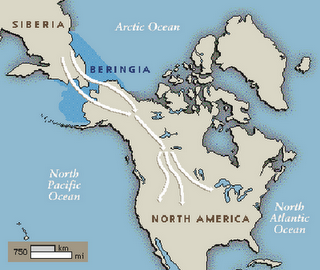 SIBERIA
Arctic Ocean
BERINGIA
North
Pacific
Ocean
NORTH AMERICA
North
Atlantic
Ocean
750
km
mi